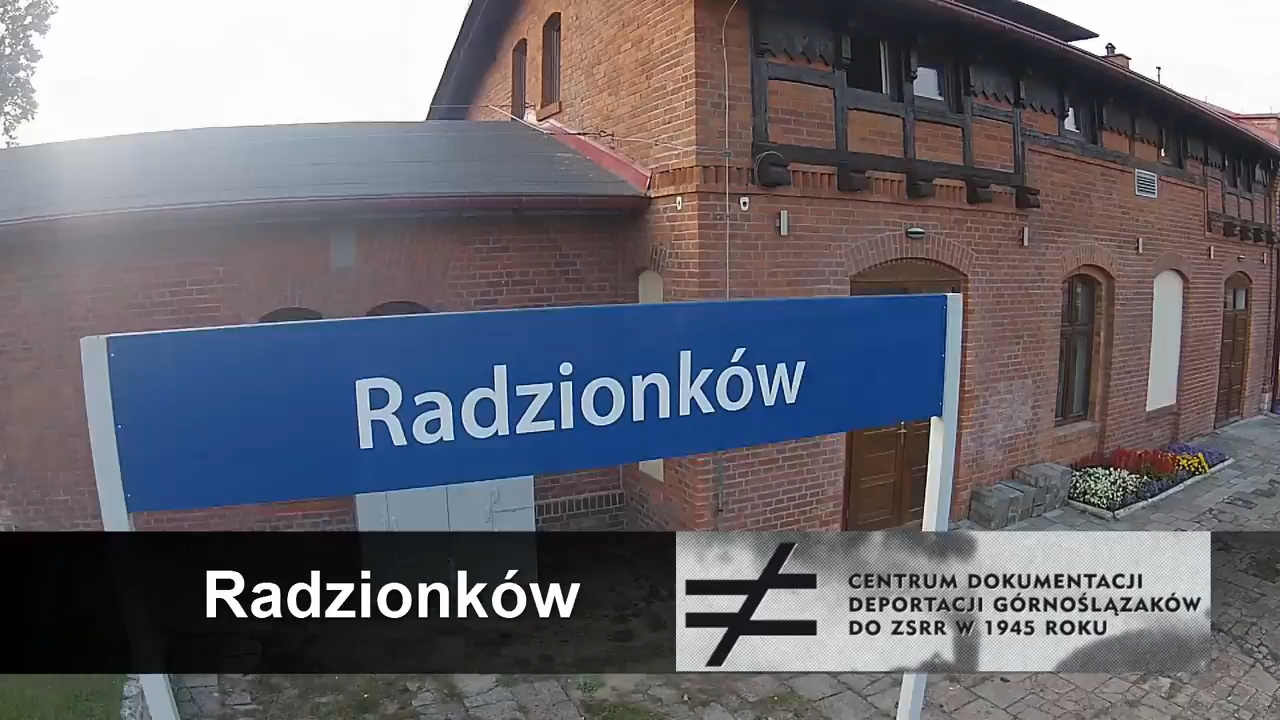 Radzionków
Radzionków
CENTRUM DOKUMENTACJI
DEPORTACJI GÓRNOŚLĄZAKÓW
DO ZSRR W 1945 ROKU